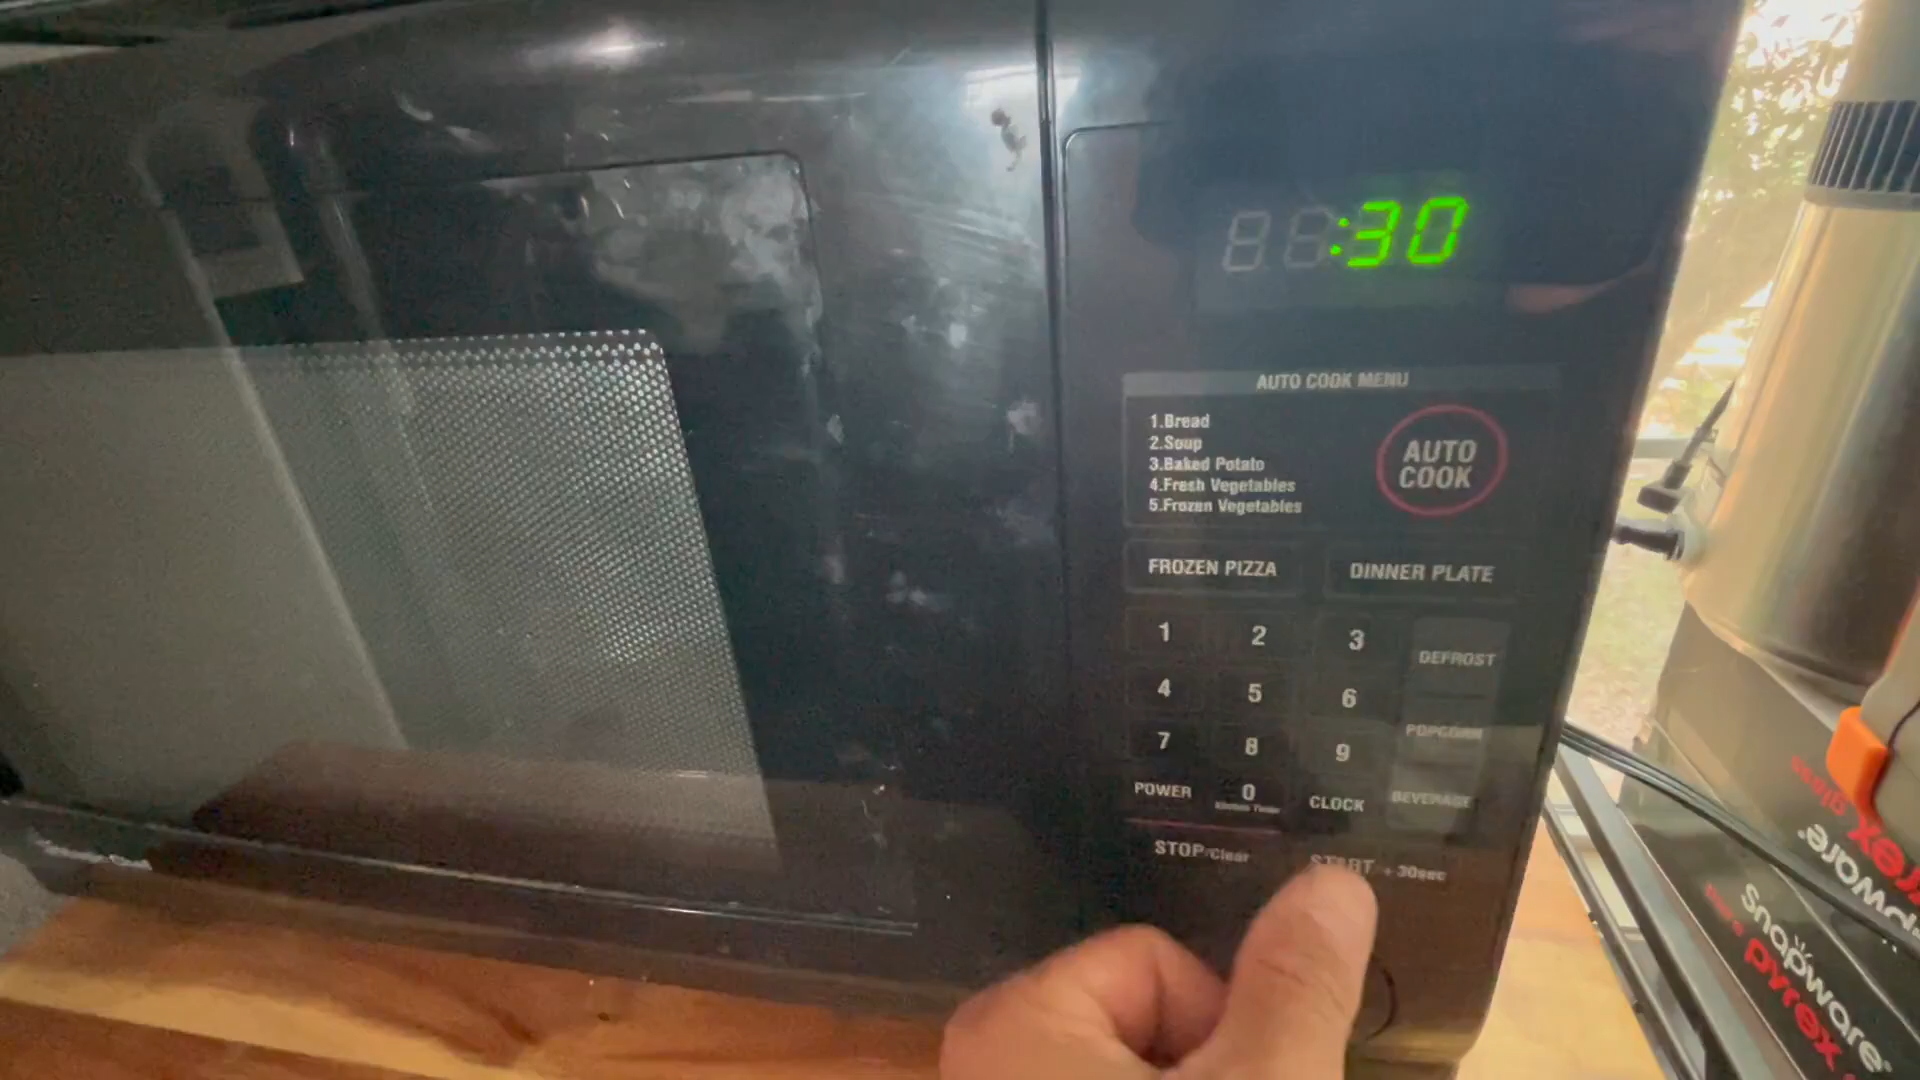 :30
AUTO COOK MENU
1.Bread
2.Soup
3.Baked Potato
4.Fresh Vegetables
5.Frozen Vegetables
AUTO
COOK
FROZEN PIZZA
DINNER PLATE
1 2 3
DEFROST
4 5 6
POPCORN
7 8 9
POWER
0
Kitchen Timer
CLOCK
BEVERAGE
STOP/Clear
START + 30sec
Snapware
pyrex